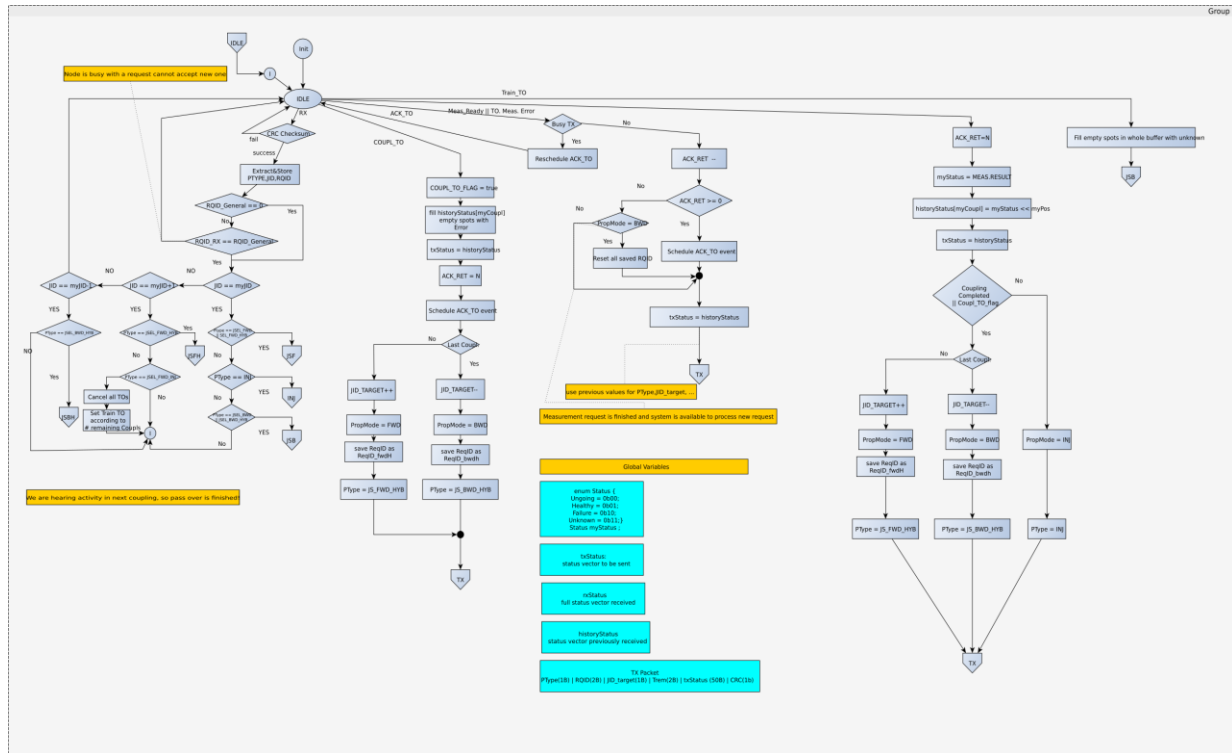 Group
IDLE
Init
I
Node is busy with a request cannot accept new one
IDLE
Train_TO
RX
Meas_Ready || TO. Meas. Error
ACK_TO
COUPL_TO
fail
CRC Checksum
success
Extract&Store
PTYPE,JID,RQID
RQID_General == 0
Yes
No
RQID_RX == RQID_General
Yes
JID == myJID-1
NO
JID == myJID+1
NO
JID == myJID
YES
YES
YES
PType ==JSEL_BWD_HYB
NO
Yes
JSBH
PType ==JSEL_FWD_HYB
Yes
JSFH
No
PType ==JSEL_FWD_INJ
Cancel all TOs
No
Set Train TO
according to
# remaining Coupls
I
YES
JSF
No
PType == INJ
YES
INJ
YES
JSB
No
We are hearing activity in next coupling, so pass over is finished!
COUPL_TO_FLAG = true
fill historyStatus[myCoupl]
empty spots with
Error
txStatus = historyStatus
ACK_RET = N
Schedule ACK_TO event
Last Coupl
No
Yes
JID_TARGET++
JID_TARGET--
PropMode = FWD
PropMode = BWD
save ReqID as
ReqID_fwdH
save ReqID as
ReqID_bwdh
PType = JS_FWD_HYB
PType = JS_BWD_HYB
TX
Busy TX
No
Yes
Reschedule ACK_TO
ACK_RET --
ACK_RET >= 0
No
Yes
PropMode = BWD
No
Yes
Reset all saved RQID
Schedule ACK_TO event
txStatus = historyStatus
TX
use previous values for PType,JID_target, ...
Measurement request is finished and system is available to process new request
Global Variables
enum Status {
Ungoing = 0b00;
Healthy = 0b01;
Failure = 0b10;
Unknown = 0b11;}
Status myStatus ;
txStatus:
status vector to be sent
rxStatus
full status vector received
historyStatus
status vector previously received
TX Packet
PType(1B) | RQID(2B) | JID_target(1B) | Trem(2B) | txStatus (50B) | CRC(1b)
ACK_RET=N
myStatus = MEAS.RESULT
historyStatus[myCoupl] = myStatus << myPos
txStatus = historyStatus
Coupling
Completed
|| Coupl_TO_flag
No
Yes
Last Coupl
No
Yes
JID_TARGET++
JID_TARGET--
PropMode = FWD
PropMode = BWD
PropMode = INJ
save ReqID as
ReqID_fwdH
save ReqID as
ReqID_bwdh
PType = JS_FWD_HYB
PType = JS_BWD_HYB
PType = INJ
TX
Fill empty spots in whole buffer with unknown
JSB